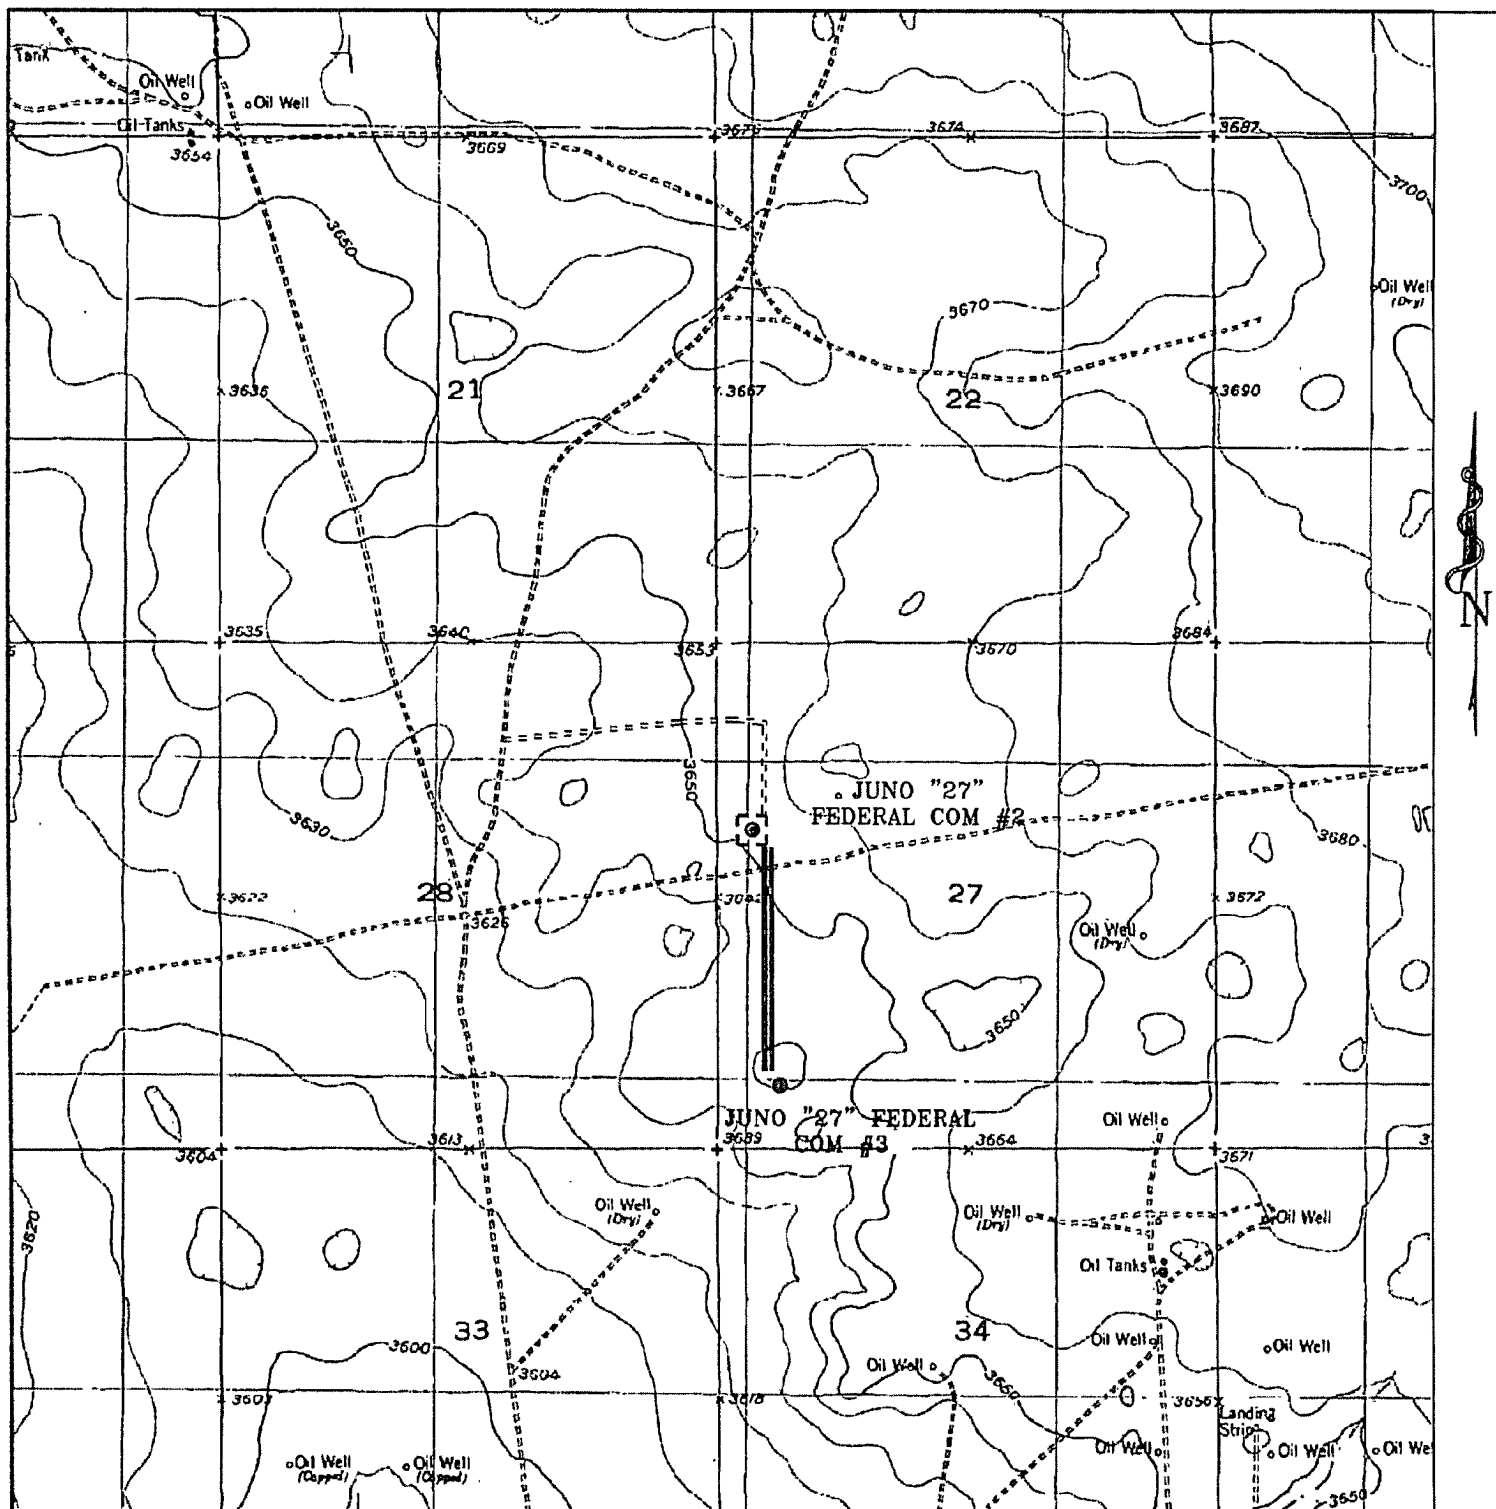 Tank
Oil Well
Oil Well
Oil Tanks
3654
3669
3674
3687
3700
3650
Oil Well
(Dry)
3670
21
22
3667
3690
N
3635
3640
3653
3670
3684
3650
JUNO "27"
FEDERAL COM #2
3630
3680
28
27
3622
3672
3626
Oil Well
(Dry)
3650
JUNO "27" FEDERAL
COM #3
Oil Well
3604
3613
3664
3671
3620
Oil Well
(Dry)
Oil Well
(Dry)
Oil Well
Oil Tanks
33
34
3600
Oil Well
Oil Well
Oil Well
3604
3660
3656
Landing
Strip
Oil Well
Oil Well
Oil We
Oil Well
(Capped)
Oil Well
(Capped)
3650